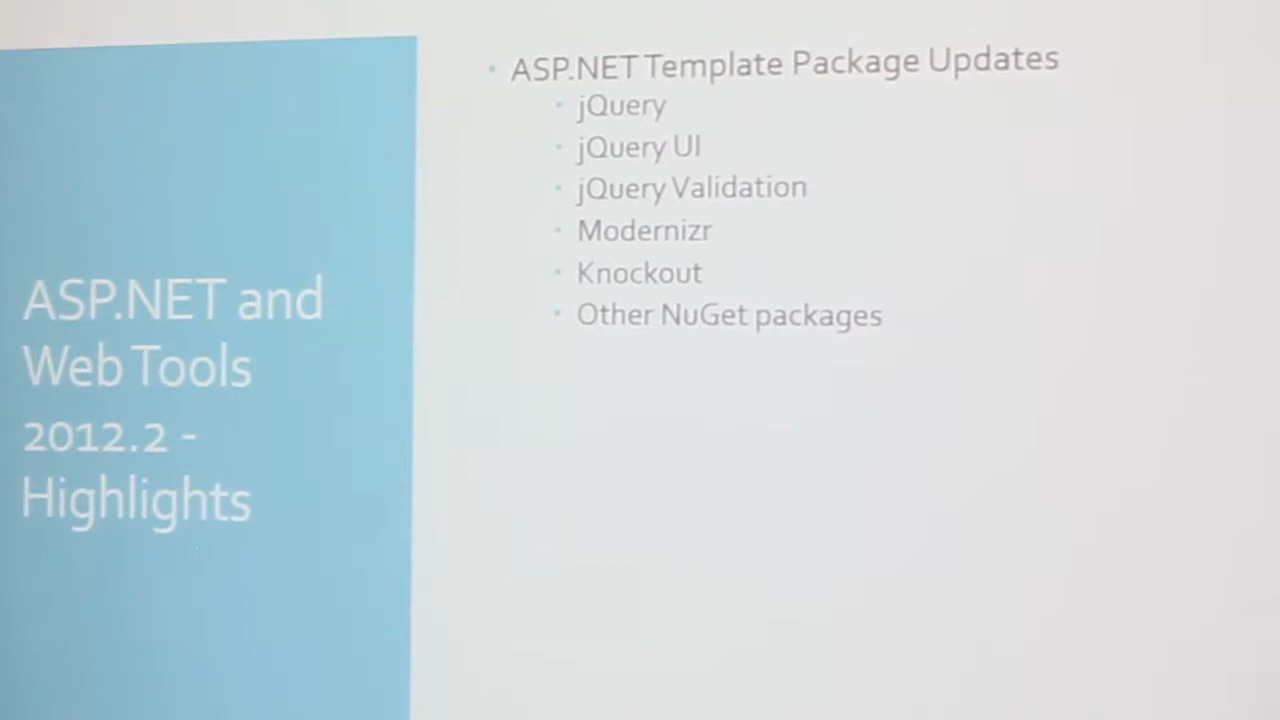 ASP.NET and
Web Tools
2012.2 -
Highlights
• ASP.NET Template Package Updates
• jQuery
• jQuery UI
• jQuery Validation
• Modernizr
• Knockout
• Other NuGet packages